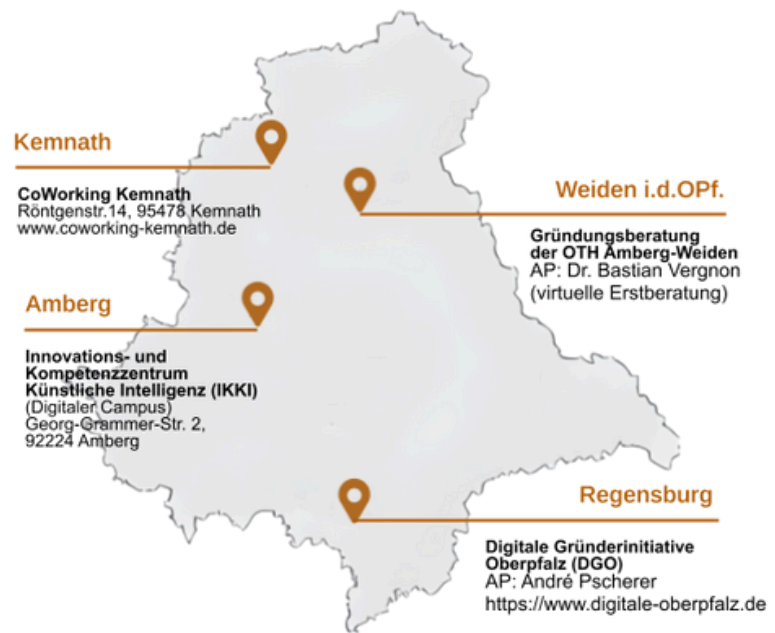 Kemnath
CoWorking Kemnath
Röntgenstr.14, 95478 Kemnath
www.coworking-kemnath.de
Weiden i.d.OPf.
Gründungsberatung
der OTH Amberg-Weiden
AP: Dr. Bastian Vergnon
(virtuelle Erstberatung)
Amberg
Innovations- und
Kompetenzzentrum
Künstliche Intelligenz (IKKI)
(Digitaler Campus)
Georg-Grammer-Str. 2,
92224 Amberg
Regensburg
Digitale Gründerinitiative
Oberpfalz (DGO)
AP: André Pscherer
https://www.digitale-oberpfalz.de